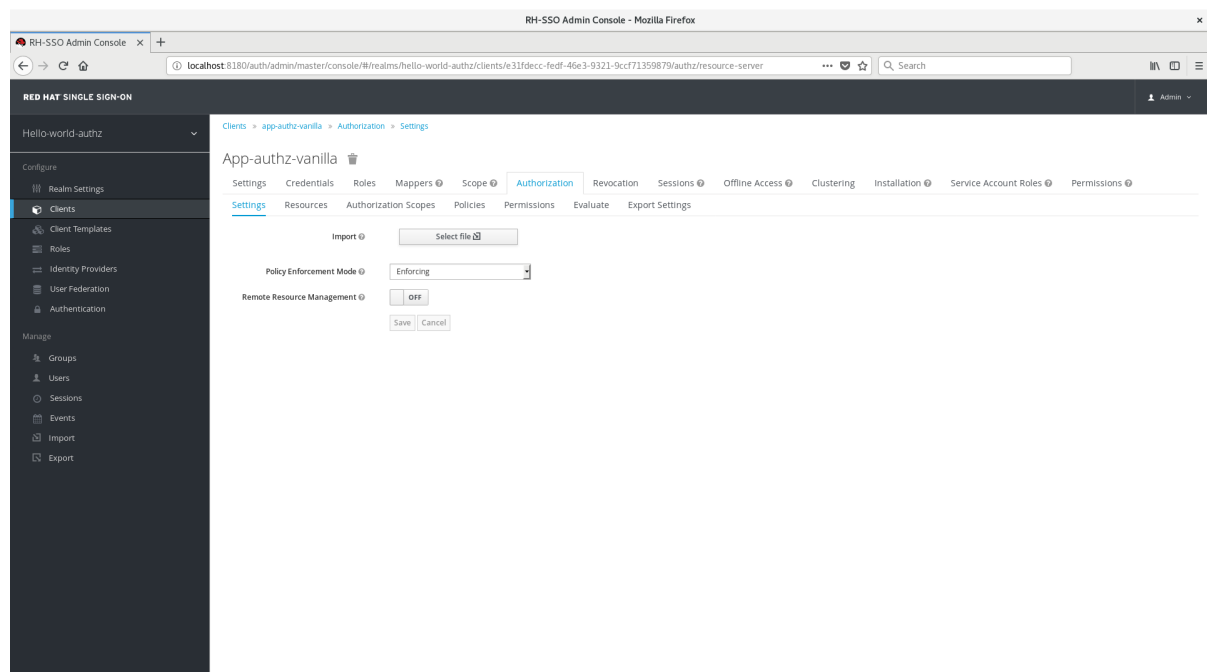 RH-SSO Admin Console - Mozilla Firefox
RH-SSO Admin Console
localhost:8180/auth/admin/master/console/#/realms/hello-world-authz/clients/e31fdecc-fedf-46e3-9321-9ccf71359879/authz/resource-server
Search
RED HAT SINGLE SIGN-ON
Admin
Hello-world-authz
Configure
Realm Settings
Clients
Client Templates
Roles
Identity Providers
User Federation
Authentication
Manage
Groups
Users
Sessions
Events
Import
Export
Clients » app-authz-vanilla » Authorization » Settings
App-authz-vanilla
Settings Credentials Roles Mappers Scope Authorization Revocation Sessions Offline Access Clustering Installation Service Account Roles Permissions
Settings Resources Authorization Scopes Policies Permissions Evaluate Export Settings
Import Select file
Policy Enforcement Mode Enforcing
Remote Resource Management OFF
Save Cancel